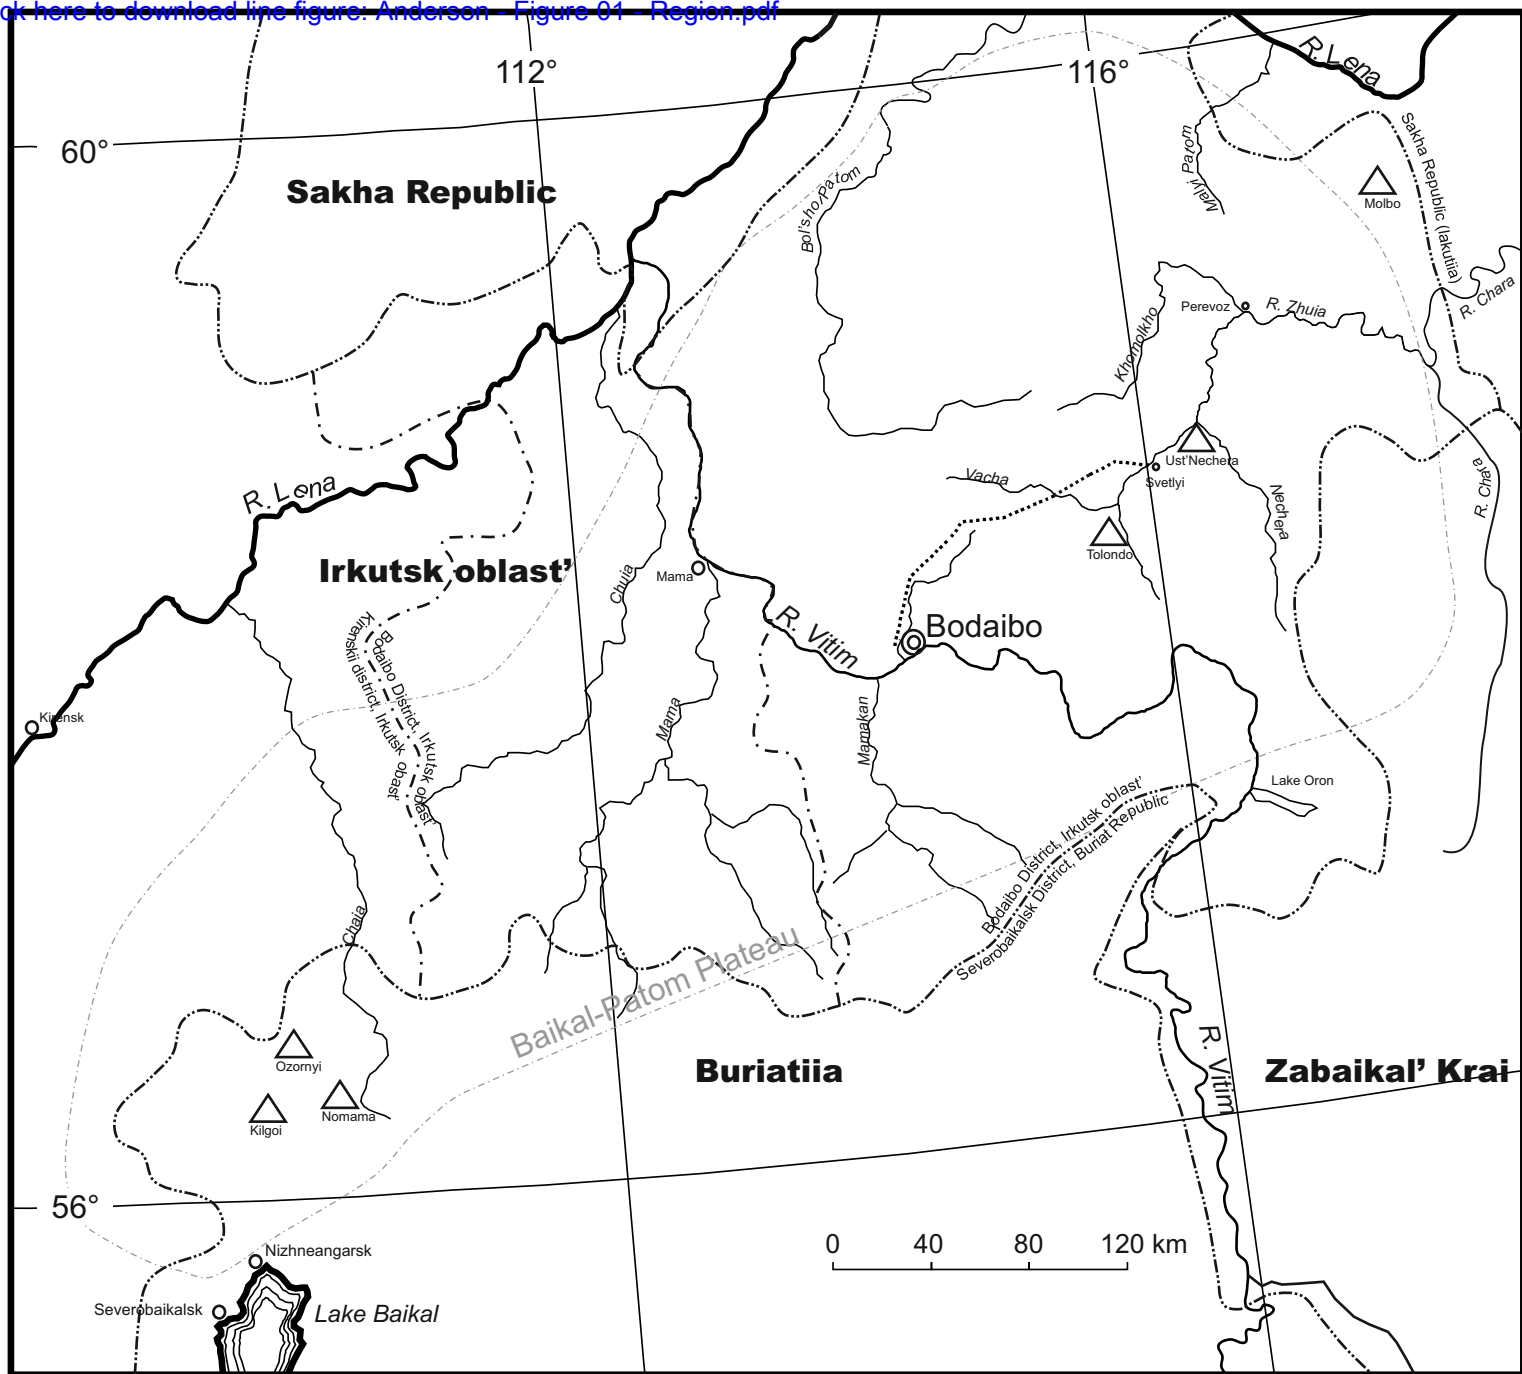 ck here to download line figure: Anderson - Figure 01 - Region.pdf
112°
116°
R. Lena
60°
Sakha Republic
Bol'sho, Patom
Malyi Patom
Molbo
Sakha Republic (Iakutiia)
R. Chara
Perevoz
R. Zhuia
Khomolkho
R. Lena
Vacha
Ust'Nechera
Svetlyi
Nechera
R. Chara
Tolondo
Irkutsk oblast'
Chuia
Mama
R. Vitim
Bodaibo
Kirenskii district, Irkutsk obast'
Bodaibo District, Irkutsk oblast'
Kirensk
Mama
Mamakan
Lake Oron
Bodaibo District, Irkutsk oblast'
Severobaikalsk District, Buriat Republic
Chaia
Baikal-Patom Plateau
Ozornyi
Nomama
Kilgoi
Buriatiia
R. Vitim
Zabaikal' Krai
56°
0 40 80 120 km
Nizhneangarsk
Severobaikalsk
Lake Baikal